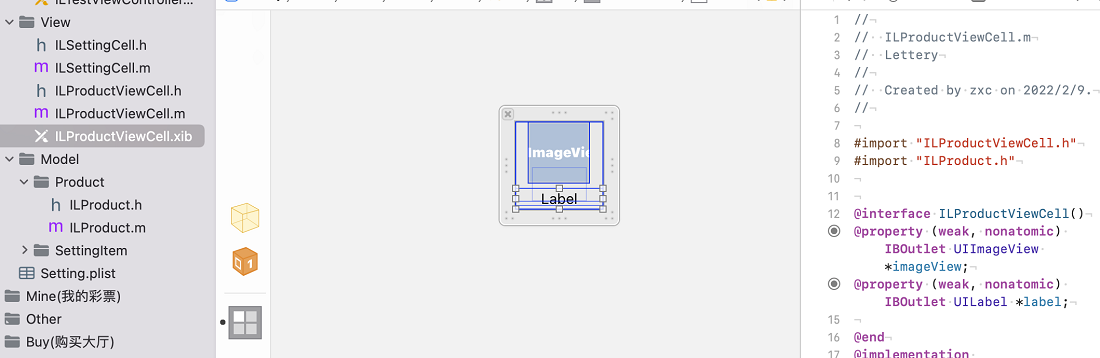 ILTestViewController...
View
ILSettingCell.h
ILSettingCell.m
ILProductViewCell.h
ILProductViewCell.m
ILProductViewCell.xib
Model
Product
ILProduct.h
ILProduct.m
SettingItem
Setting.plist
Mine(我的彩票)
Other
Buy(购买大厅)
ImageVie
Label
1 //
2 // ILProductViewCell.m
3 // Lettery
4 //
5 // Created by zxc on 2022/2/9.
6 //
7
8 #import "ILProductViewCell.h"
9 #import "ILProduct.h"
10
11
12 @interface ILProductViewCell()
@property (weak, nonatomic)
IBOutlet UIImageView
*imageView;
@property (weak, nonatomic)
IBOutlet UILabel *label;
15
16 @end
17 @implementation